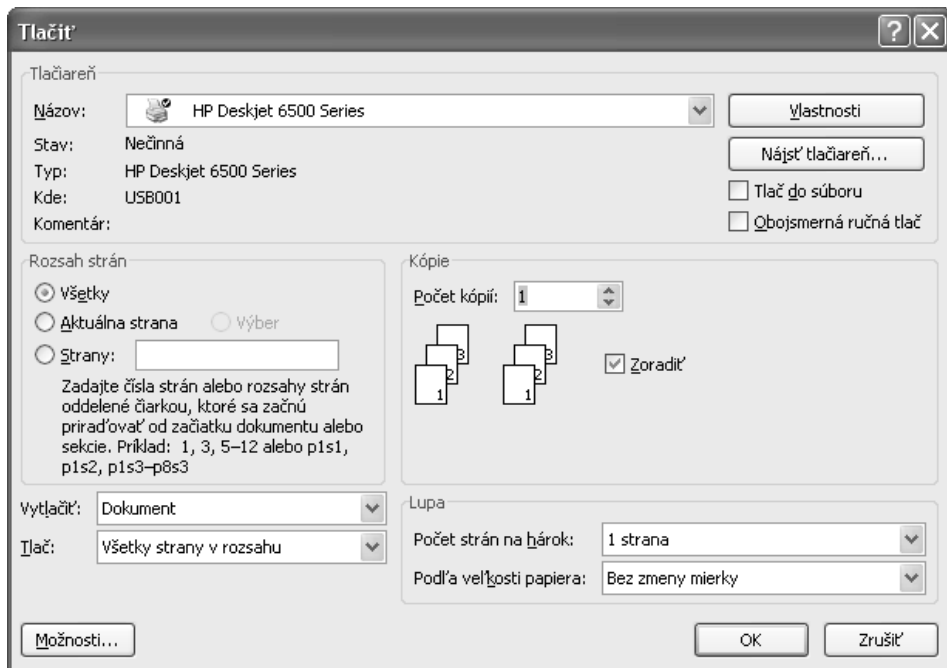 Tlačiť
Tlačiareň
Názov: HP Deskjet 6500 Series Vlastnosti
Stav: Nečinná Nájsť tlačiareň...
Typ: HP Deskjet 6500 Series
Kde: USB001 Tlač do súboru
Komentár: Obojsmerná ručná tlač
Rozsah strán
Všetky
Aktuálna strana Výber
Strany:
Zadajte čísla strán alebo rozsahy strán
oddelené čiarkou, ktoré sa začnú
priraďovať od začiatku dokumentu alebo
sekcie. Príklad: 1, 3, 5–12 alebo p1s1,
p1s2, p1s3–p8s3
Kópie
Počet kópií: 1
3 3
2 2
1 1
Zoradiť
Vytlačiť: Dokument
Tlač: Všetky strany v rozsahu
Lupa
Počet strán na hárok: 1 strana
Podľa veľkosti papiera: Bez zmeny mierky
Možnosti... OK Zrušiť